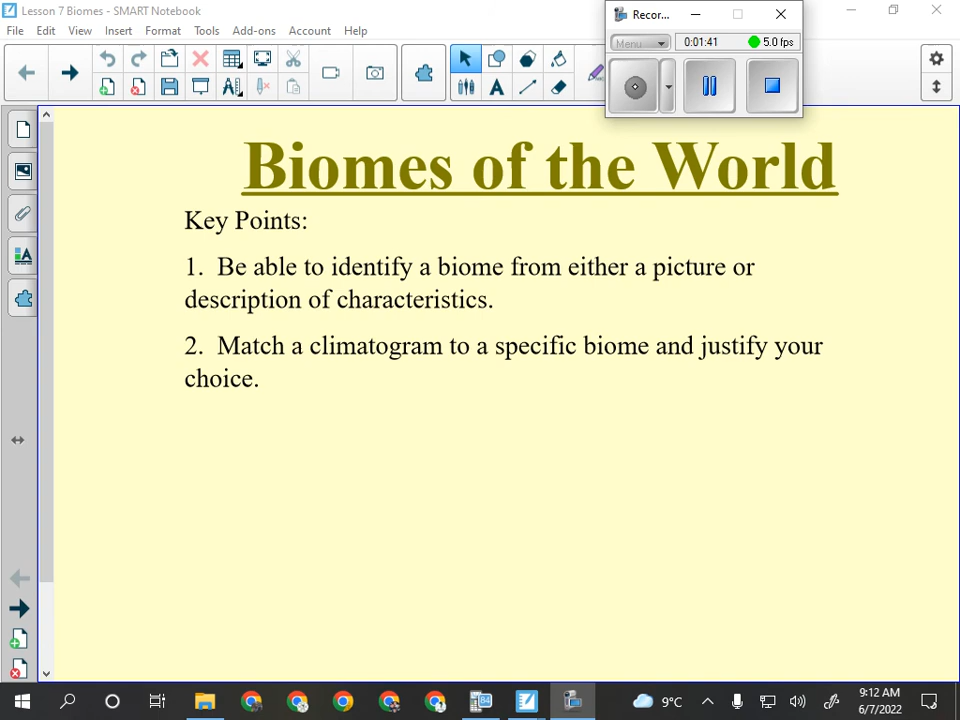 Lesson 7 Biomes - SMART Notebook
Recor...
File Edit View Insert Format Tools Add-ons Account Help
Menu 0:01:41 5.0 fps
Biomes of the World
Key Points:
1. Be able to identify a biome from either a picture or
description of characteristics.
2. Match a climatogram to a specific biome and justify your
choice.
9°C
9:12 AM
6/7/2022